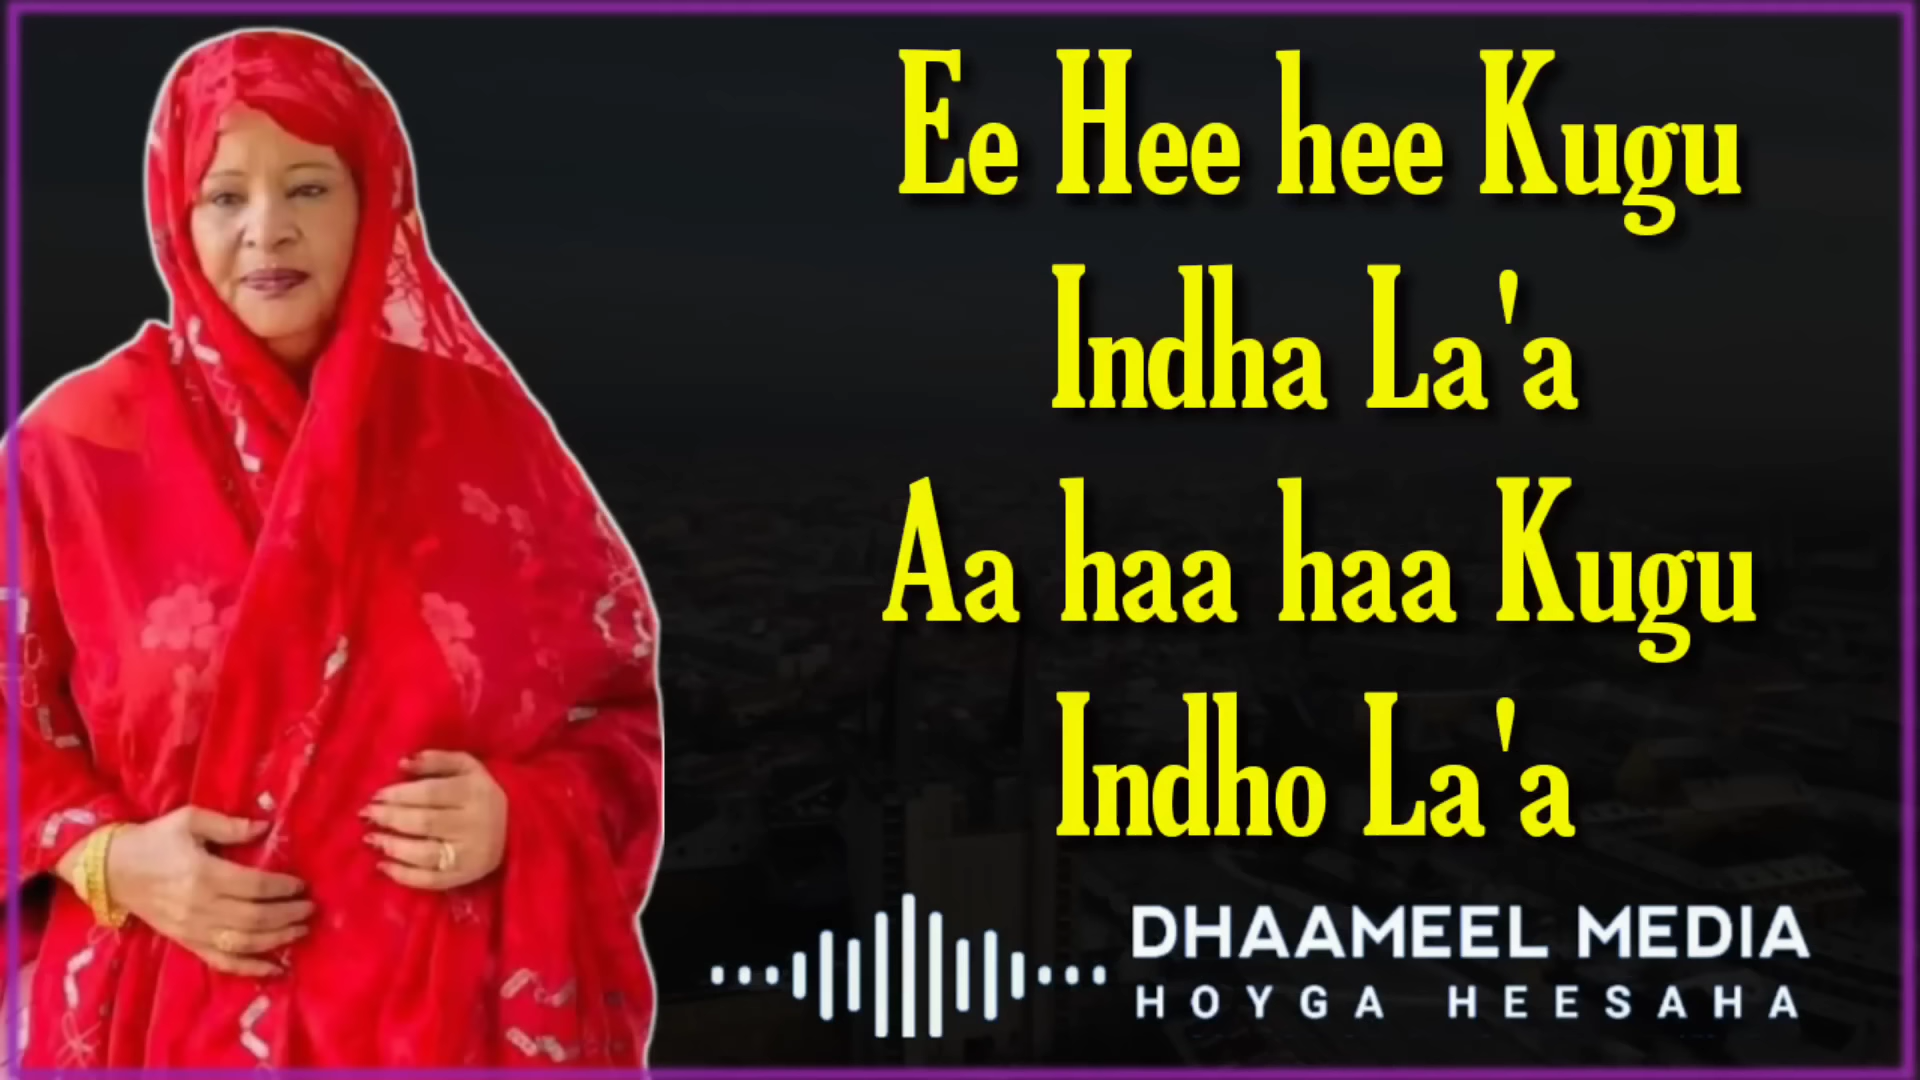 Ee Hee hee Kugu
Indha La'a
Aa haa haa Kugu
Indho La'a
DHAAMEEL MEDIA
HOYGA HEESAHA